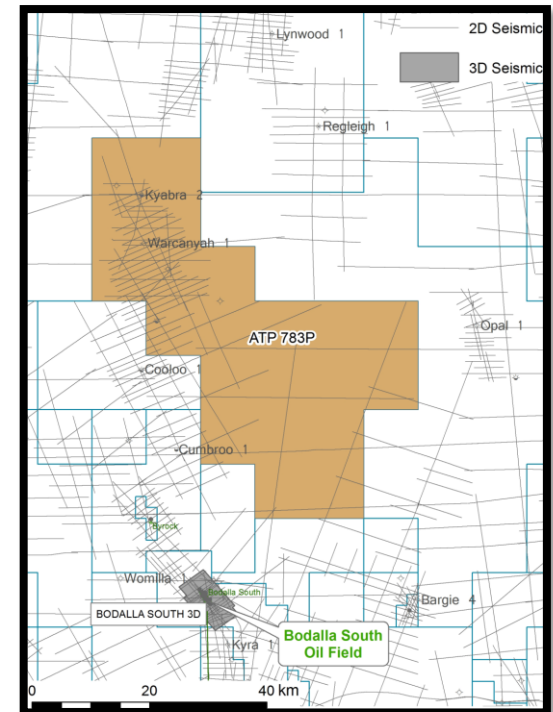 Lynwood 1
2D Seismic
3D Seismic
Regleigh 1
Kyabra 2
Warcanyah 1
ATP 783P
Opal 1
Cooloo 1
Cumbroo 1
Byrock
Womilla 1
Bodalla South
BODALLA SOUTH 3D
Bargie 4
Bodalla South
Oil Field
Kyra 1
0 20 40 km